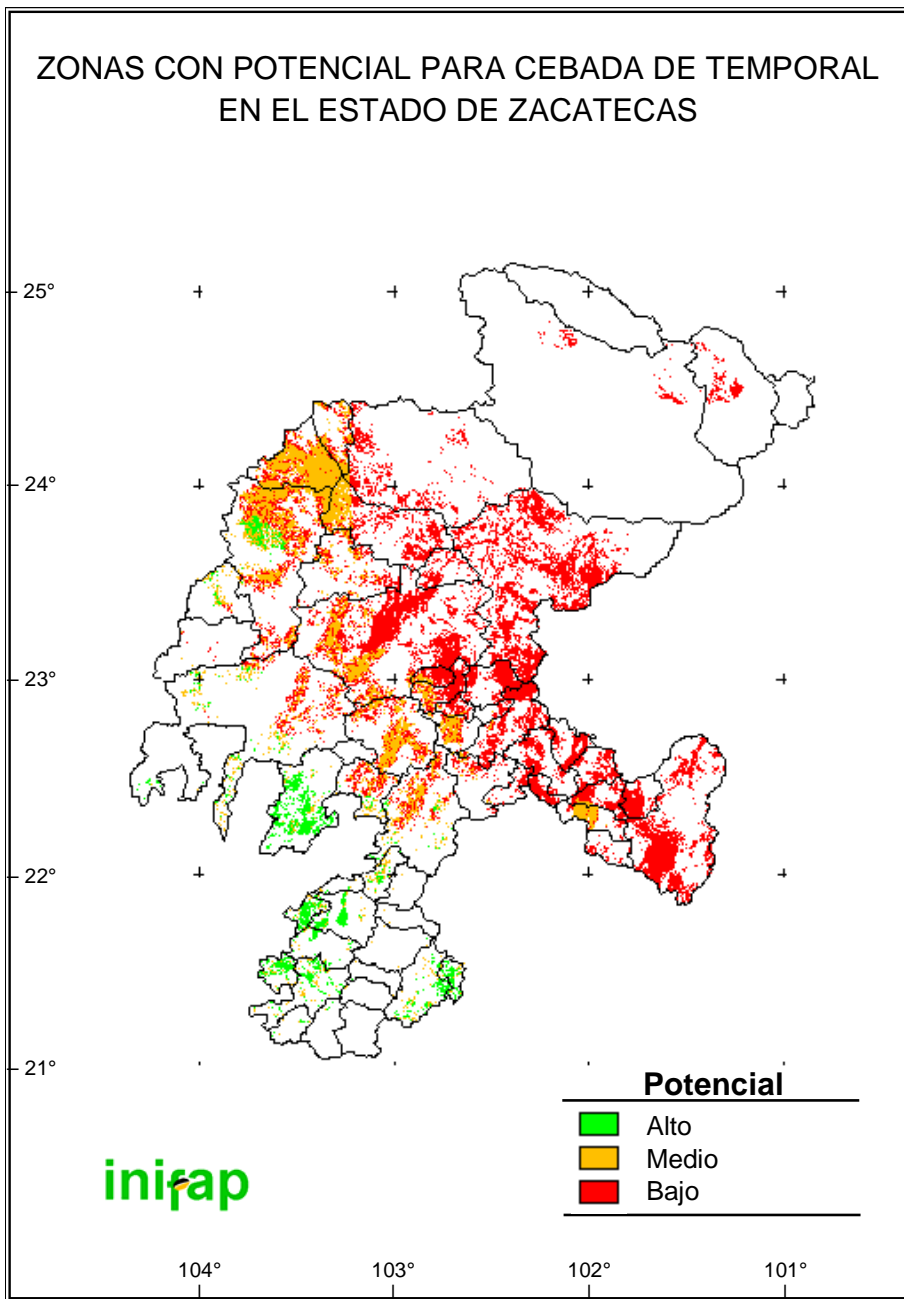 ZONAS CON POTENCIAL PARA CEBADA DE TEMPORAL
EN EL ESTADO DE ZACATECAS
25°
24°
23°
22°
21°
Potencial
Alto
Medio
Bajo
inifap
104°
103°
102°
101°